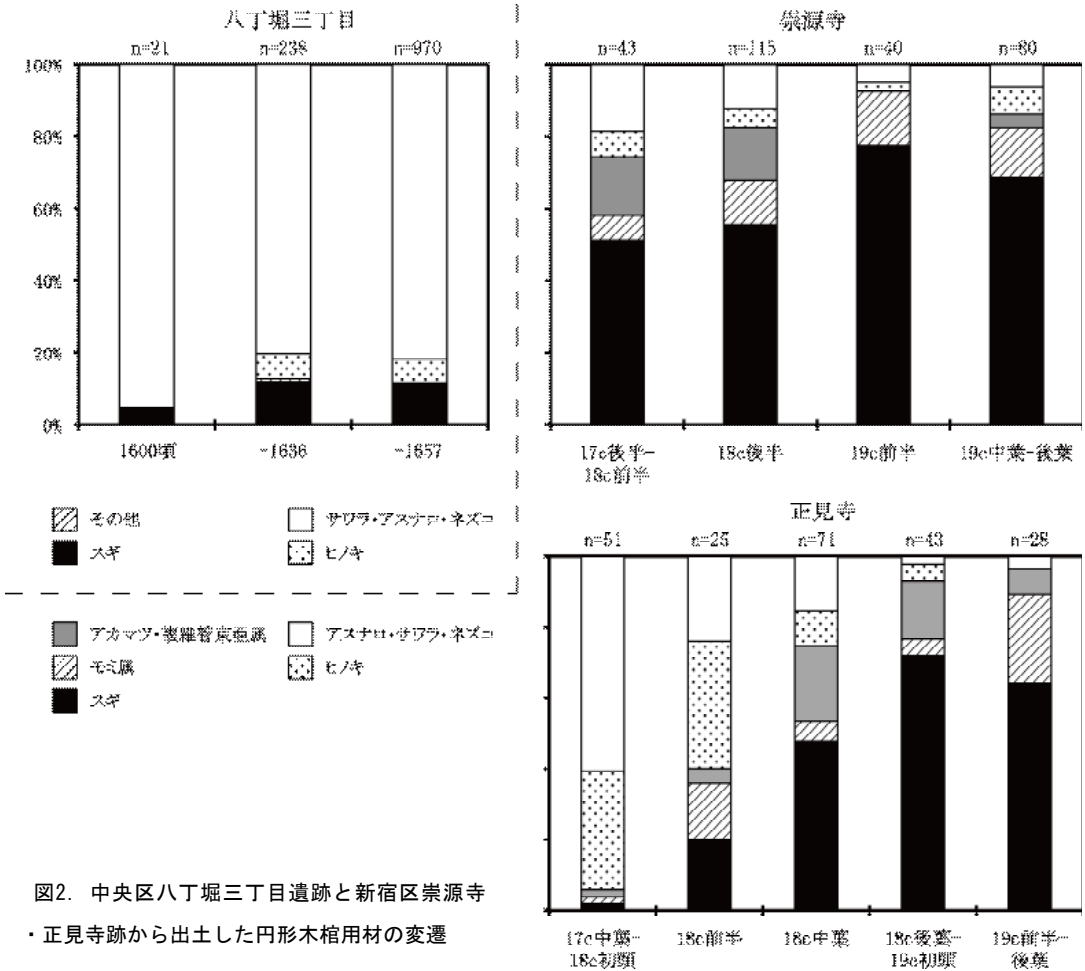 八丁堀三丁目
n=21 n=238 n=970
100%
80%
60%
40%
20%
0%
1600頃 -1636 -1657
その他 サワラ・アスナロ・ネズコ
スギ ヒノキ
アカマツ・複維管束亜属 アスナロ・サワラ・ネズコ
モミ属 ヒノキ
スギ
崇源寺
n=43 n=115 n=40 n=80
17c後半- 18c後半 19c前半 19c中葉-後葉
18c前半
正見寺
n=51 n=25 n=71 n=43 n=28
17c中葉- 18c前半 18c中葉 18c後葉- 19c前半-
18c初頭 19c初頭 後葉
図2. 中央区八丁堀三丁目遺跡と新宿区崇源寺
・正見寺跡から出土した円形木棺用材の変遷